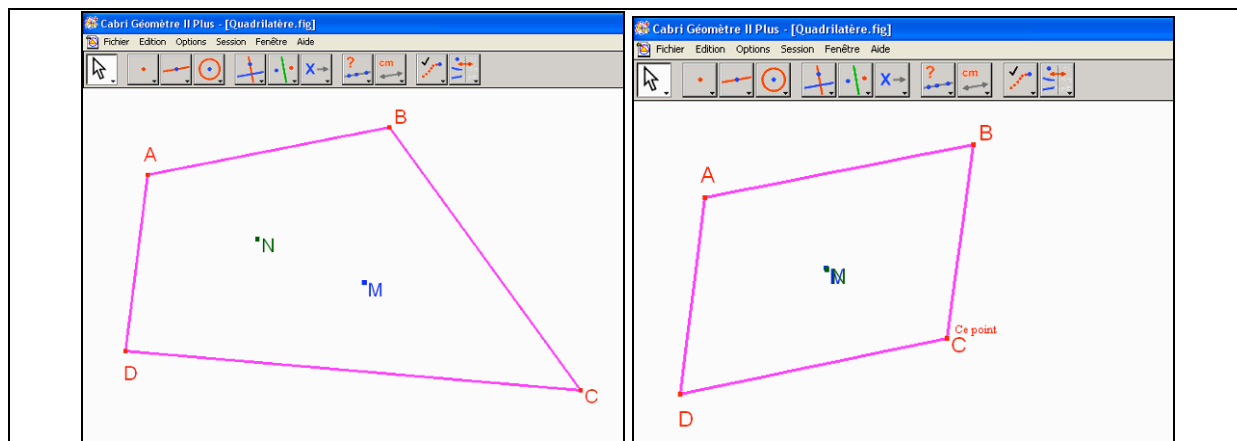 Cabri Géomètre II Plus - [Quadrilatère.fig]
Fichier Edition Options Session Fenêtre Aide
? cm
X
B
A
N
M
D
C
Cabri Géomètre II Plus - [Quadrilatère.fig]
Fichier Edition Options Session Fenêtre Aide
? cm
X
B
A
M
N
Ce point
C
D